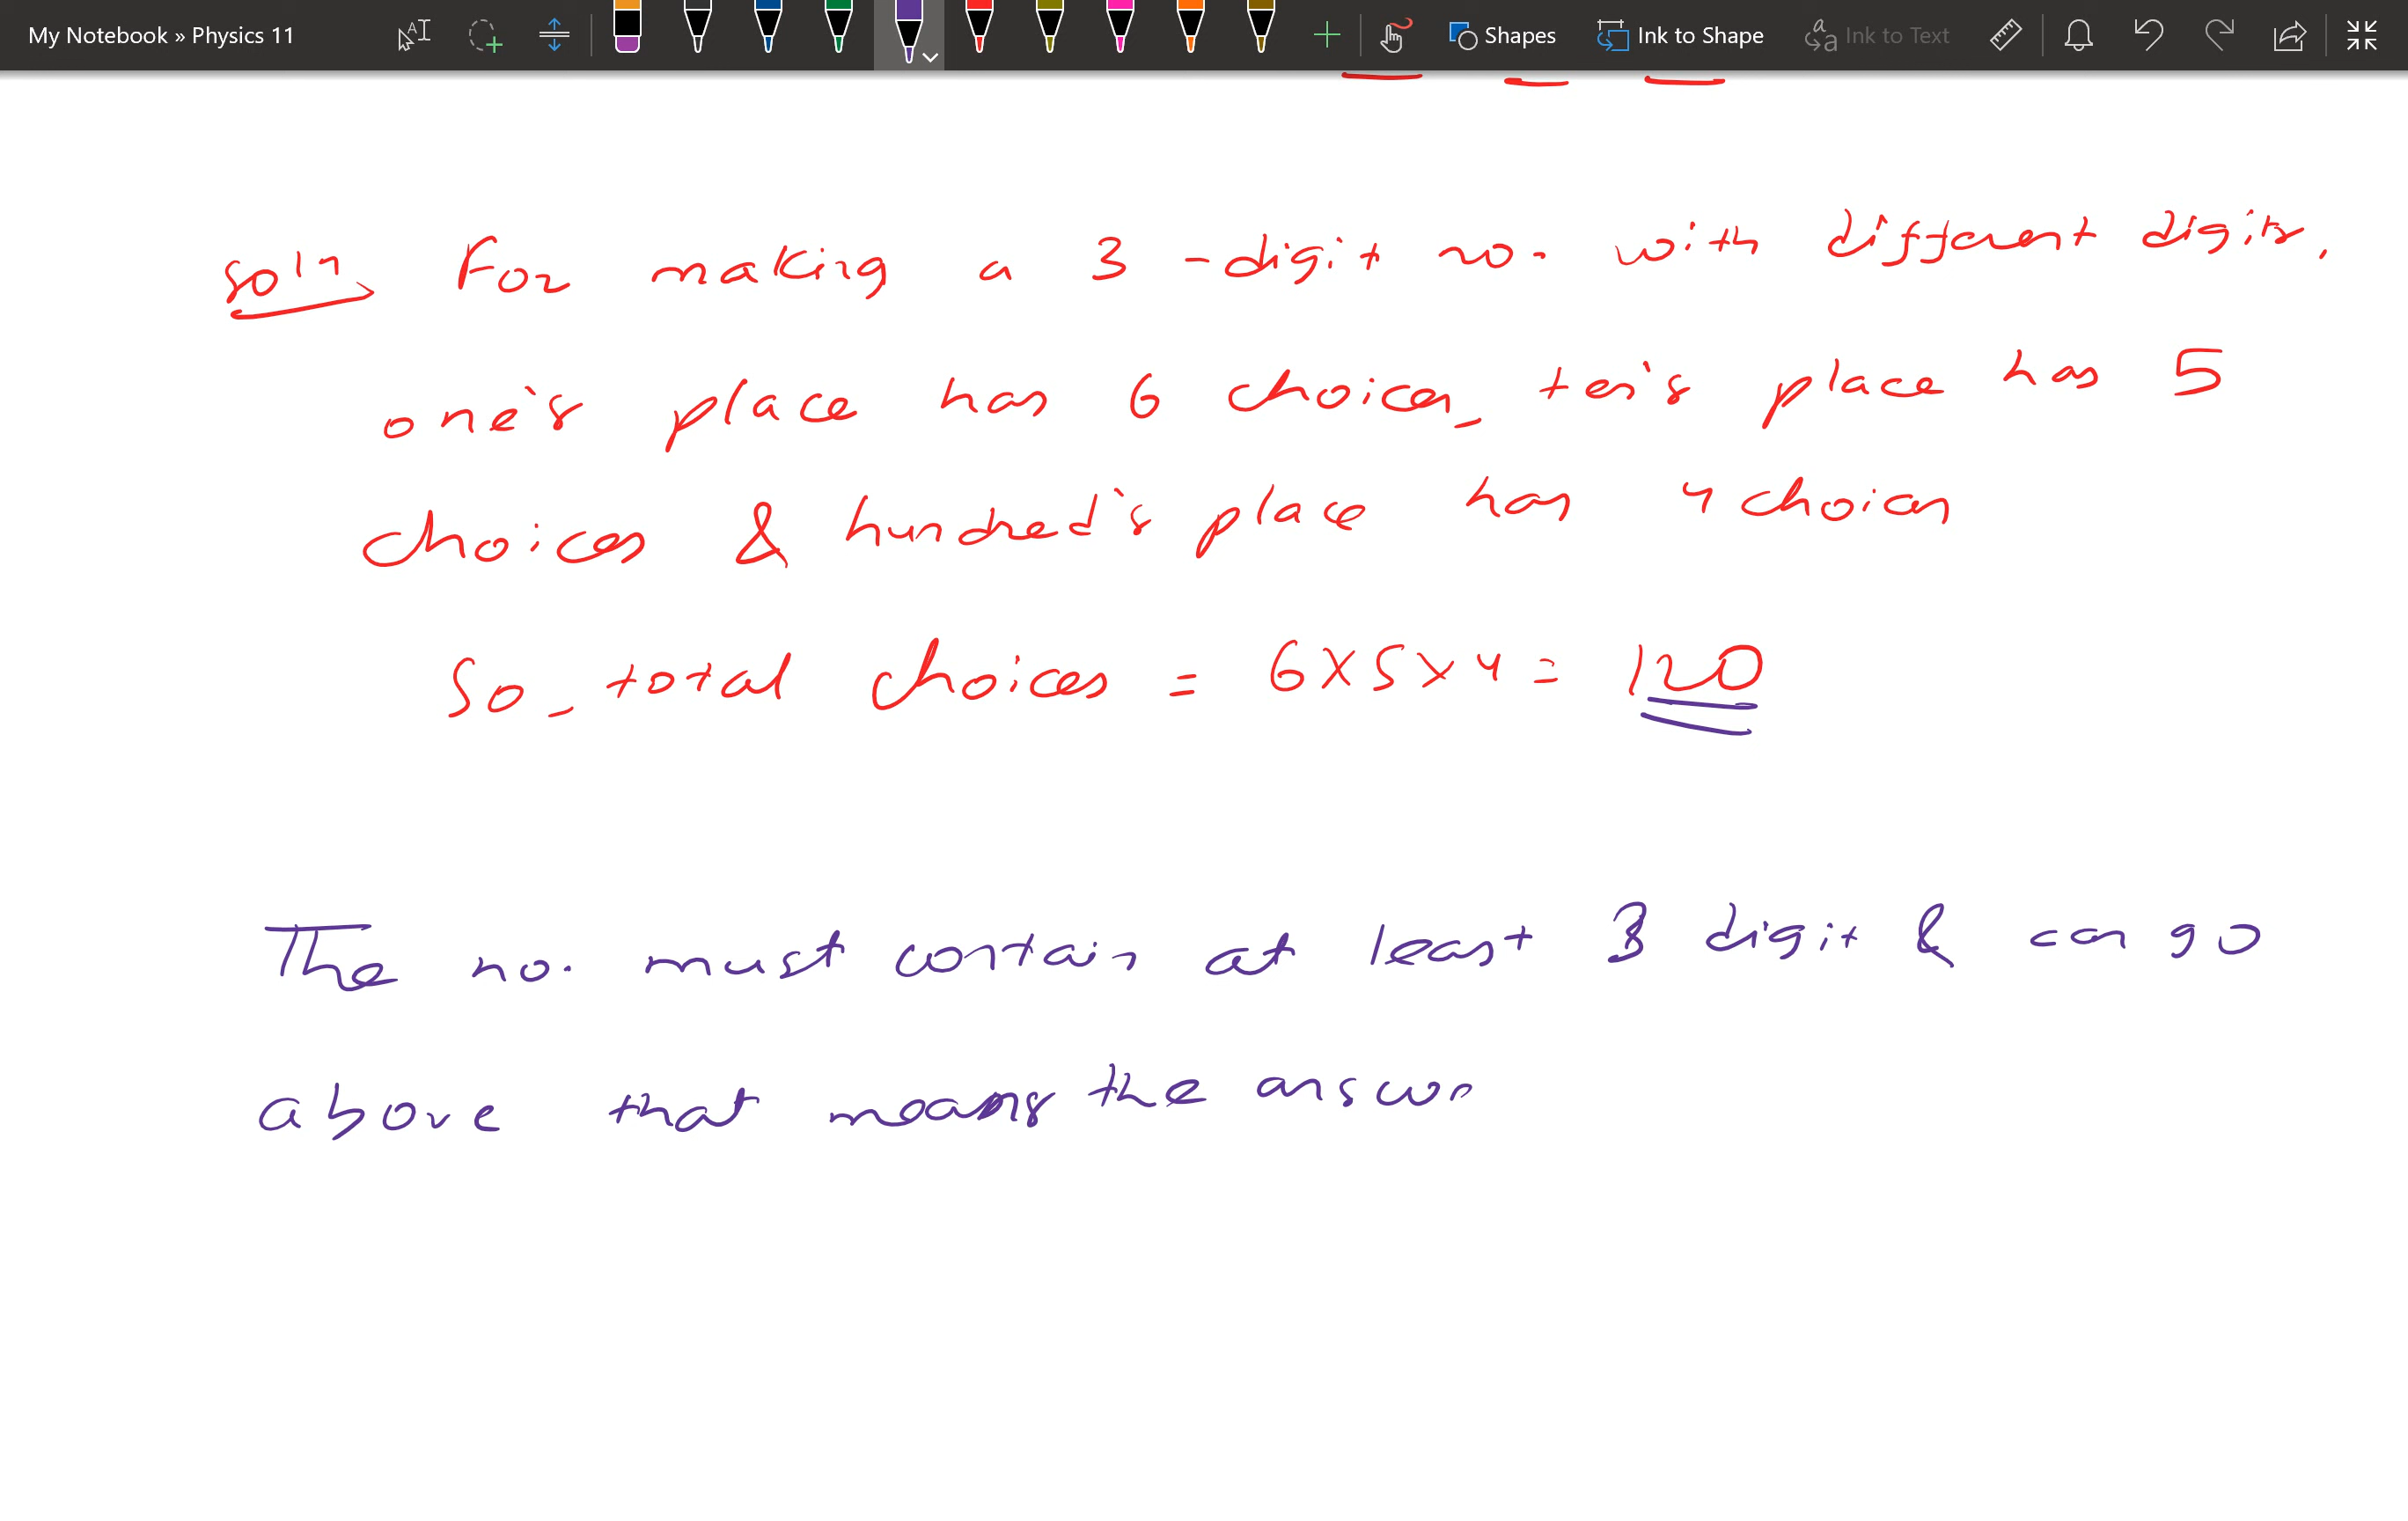 My Notebook » Physics 11 Shapes Ink to Shape Ink to Text
Soln For making a 3-digit no. with different digits,
one's place has 6 choices, ten's place has 5
choices & hundred's place has 4 choices
So, total choices = 6 X 5 X 4 = 120
The no. must contain at least 3 digit & can go
above that means the answe